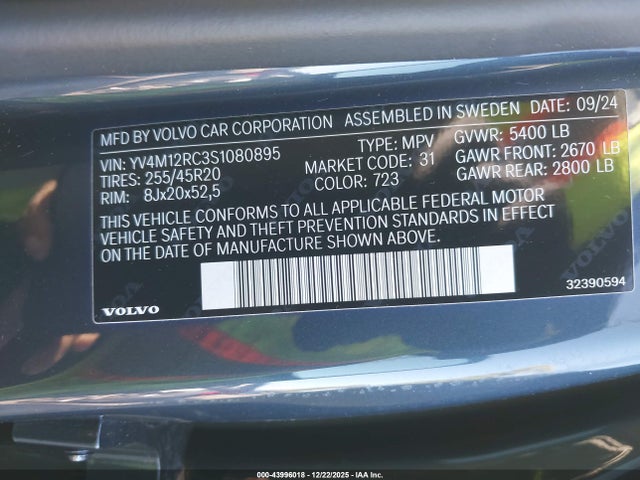 MFD BY VOLVO CAR CORPORATION ASSEMBLED IN SWEDEN DATE: 09/24
VIN: YV4M12RC3S1080895 TYPE: MPV GVWR: 5400 LB
TIRES: 255/45R20 MARKET CODE: 31 GAWR FRONT: 2670 LB
RIM: 8Jx20x52,5 COLOR: 723 GAWR REAR: 2800 LB
THIS VEHICLE CONFORMS TO ALL APPLICABLE FEDERAL MOTOR
VEHICLE SAFETY AND THEFT PREVENTION STANDARDS IN EFFECT
ON THE DATE OF MANUFACTURE SHOWN ABOVE.
VOLVO 32390594
000-43996018 - 12/22/2025 - IAA Inc.